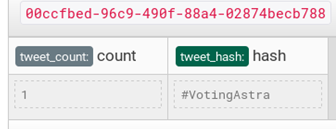 00ccfbed-96c9-490f-88a4-02874becb788
tweet_count: count tweet_hash: hash
1 #VotingAstra